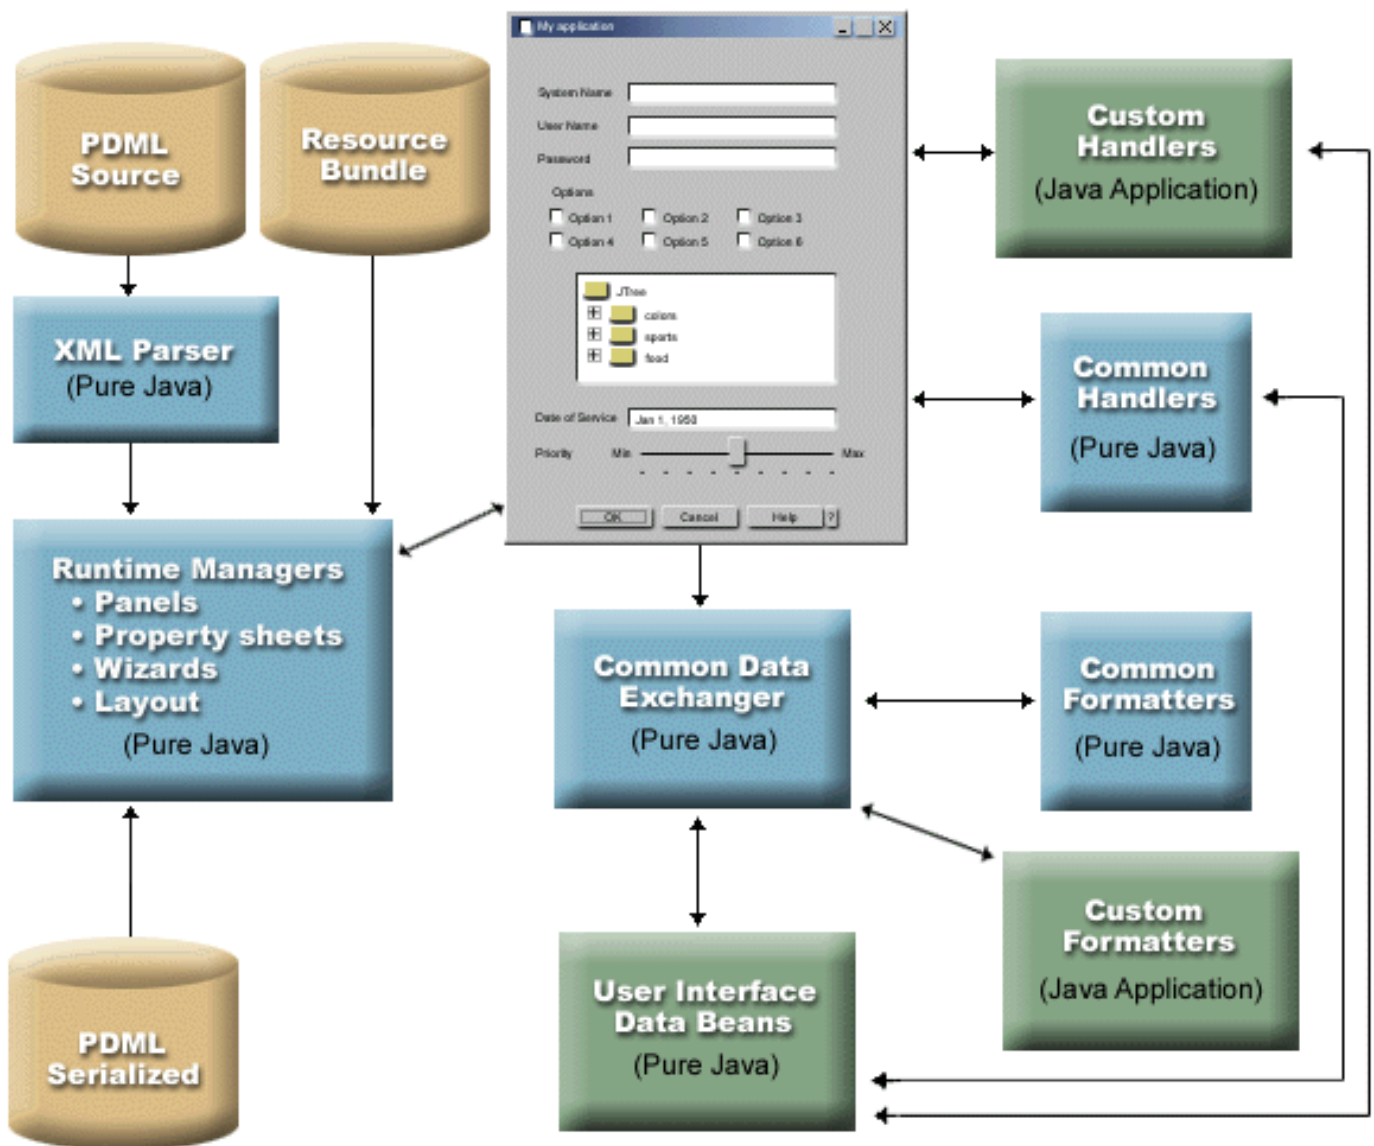 PDML
Source
Resource
Bundle
XML Parser
(Pure Java)
Runtime Managers
• Panels
• Property sheets
• Wizards
• Layout
(Pure Java)
PDML
Serialized
My application
System Name
User Name
Password
Options
Option 1 Option 2 Option 3
Option 4 Option 5 Option 6
JTree
colors
sports
food
Date of Service Jan 1, 1950
Priority Min Max
OK Cancel Help ?
Common Data
Exchanger
(Pure Java)
User Interface
Data Beans
(Pure Java)
Custom
Handlers
(Java Application)
Common
Handlers
(Pure Java)
Common
Formatters
(Pure Java)
Custom
Formatters
(Java Application)